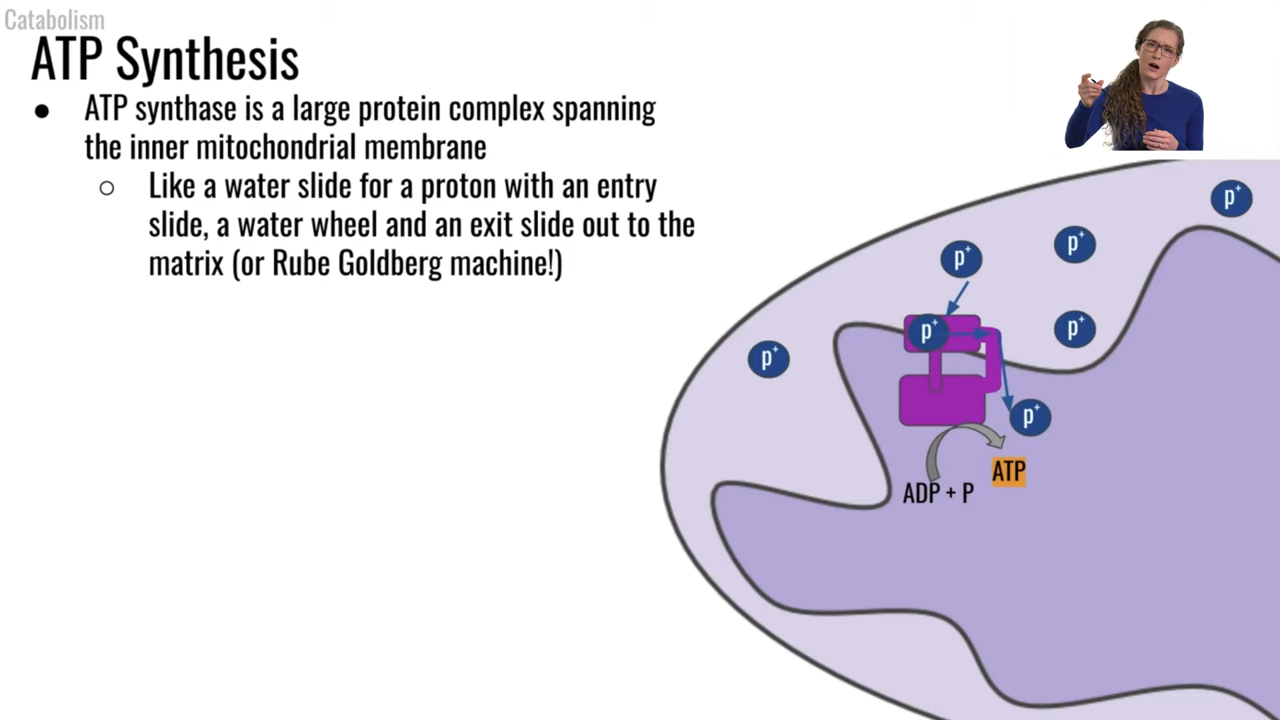 Catabolism
ATP Synthesis
● ATP synthase is a large protein complex spanning
the inner mitochondrial membrane
○ Like a water slide for a proton with an entry
slide, a water wheel and an exit slide out to the
matrix (or Rube Goldberg machine!)
p⁺
p⁺
p⁺
p⁺
p⁺
p⁺
p⁺
ATP
ADP + P